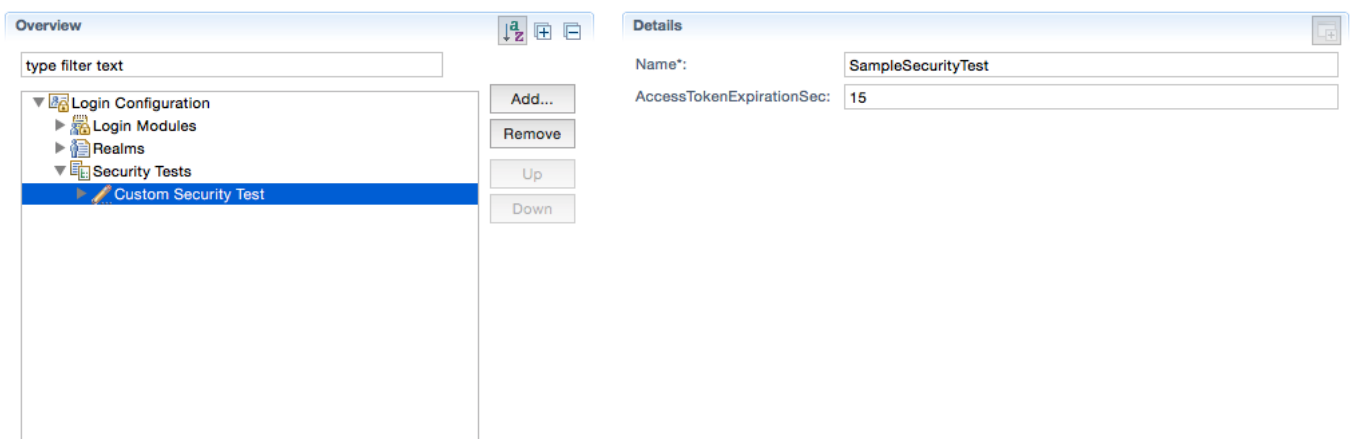 Overview
type filter text
Login Configuration
Login Modules
Realms
Security Tests
Custom Security Test
Add...
Remove
Up
Down
Details
Name*: SampleSecurityTest
AccessTokenExpirationSec: 15